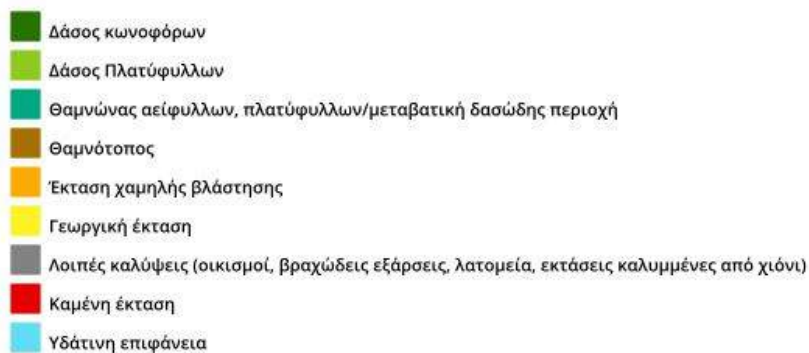 Δάσος κωνοφόρων
Δάσος Πλατύφυλλων
Θαμνώνας αείφυλλων, πλατύφυλλων/μεταβατική δασώδης περιοχή
Θαμνότοπος
Έκταση χαμηλής βλάστησης
Γεωργική έκταση
Λοιπές καλύψεις (οικισμοί, βραχώδεις εξάρσεις, λατομεία, εκτάσεις καλυμμένες από χιόνι)
Καμένη έκταση
Υδάτινη επιφάνεια